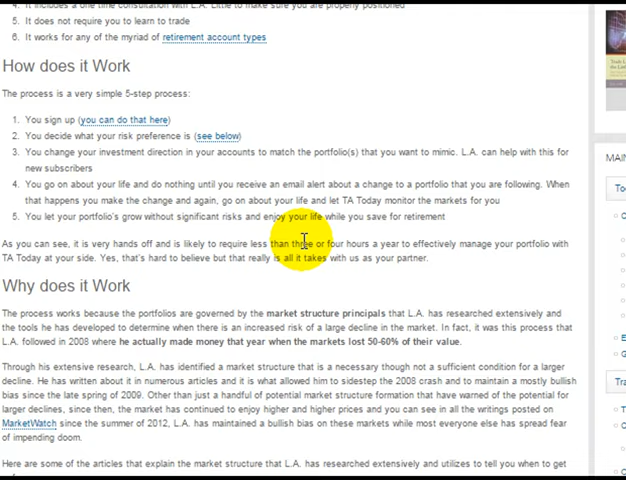 4. It includes a one time consultation with L.A. Little to make sure you are properly positioned
5. It does not require you to learn to trade
6. It works for any of the myriad of retirement account types
How does it Work
The process is a very simple 5-step process:
1. You sign up (you can do that here)
2. You decide what your risk preference is (see below)
3. You change your investment direction in your accounts to match the portfolio(s) that you want to mimic. L.A. can help with this for
new subscribers
4. You go on about your life and do nothing until you receive an email alert about a change to a portfolio that you are following. When
that happens you make the change and again, go on about your life and let TA Today monitor the markets for you
5. You let your portfolio's grow without significant risks and enjoy your life while you save for retirement
As you can see, it is very hands off and is likely to require less than three or four hours a year to effectively manage your portfolio with
TA Today at your side. Yes, that's hard to believe but that really is all it takes with us as your partner.
Why does it Work
The process works because the portfolios are governed by the market structure principals that L.A. has researched extensively and
the tools he has developed to determine when there is an increased risk of a large decline in the market. In fact, it was this process that
L.A. followed in 2008 where he actually made money that year when the markets lost 50-60% of their value.
Through his extensive research, L.A. has identified a market structure that is a necessary though not a sufficient condition for a larger
decline. He has written about it in numerous articles and it is what allowed him to sidestep the 2008 crash and to maintain a mostly bullish
bias since the late spring of 2009. Other than just a handful of potential market structure formation that have warned of the potential for
larger declines, since then, the market has continued to enjoy higher and higher prices and you can see in all the writings posted on
MarketWatch since the summer of 2012, L.A. has maintained a bullish bias on these markets while most everyone else has spread fear
of impending doom.
Here are some of the articles that explain the market structure that L.A. has researched extensively and utilizes to tell you when to get
MAI
To
Tra